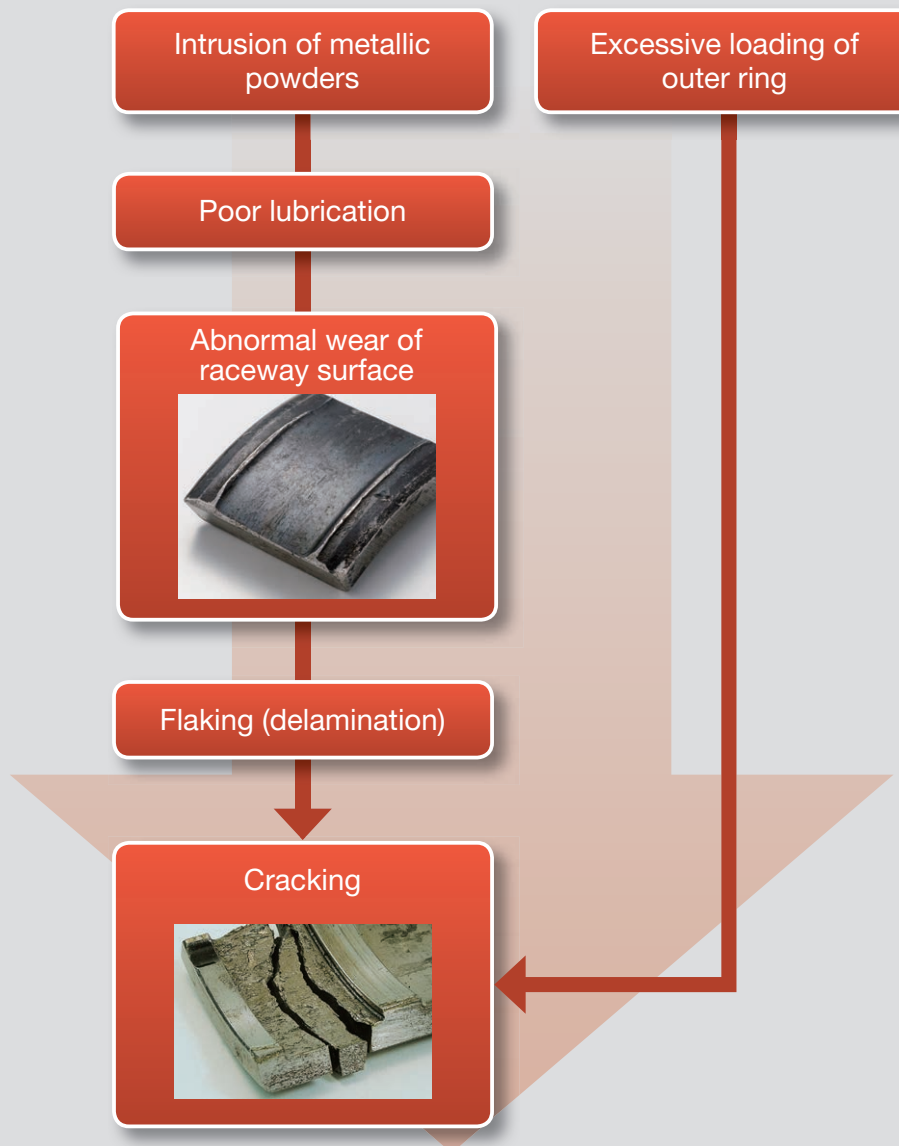 Intrusion of metallic
powders
Excessive loading of
outer ring
Poor lubrication
Abnormal wear of
raceway surface
Flaking (delamination)
Cracking